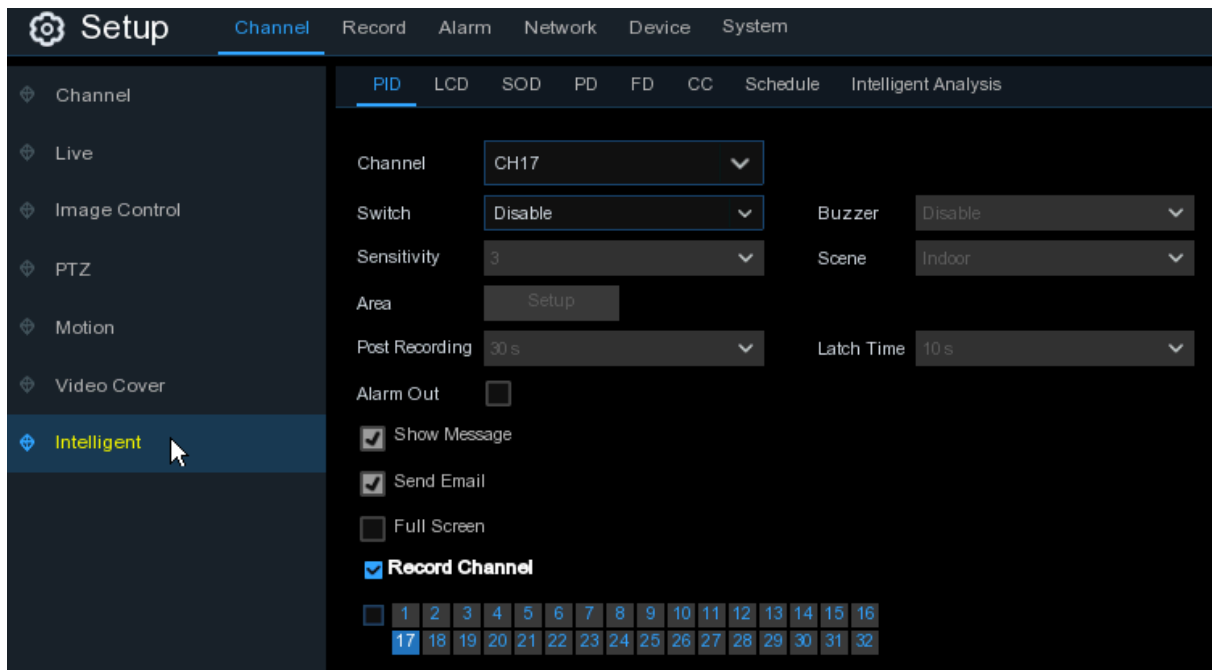 Setup Channel Record Alarm Network Device System
PID LCD SOD PD FD CC Schedule Intelligent Analysis
Channel
Live
Image Control
PTZ
Motion
Video Cover
Intelligent
Channel CH17
Switch Disable Buzzer Disable
Sensitivity 3 Scene Indoor
Area Setup
Post Recording 30 s Latch Time 10 s
Alarm Out
Show Message
Send Email
Full Screen
Record Channel
1 2 3 4 5 6 7 8 9 10 11 12 13 14 15 16
17 18 19 20 21 22 23 24 25 26 27 28 29 30 31 32